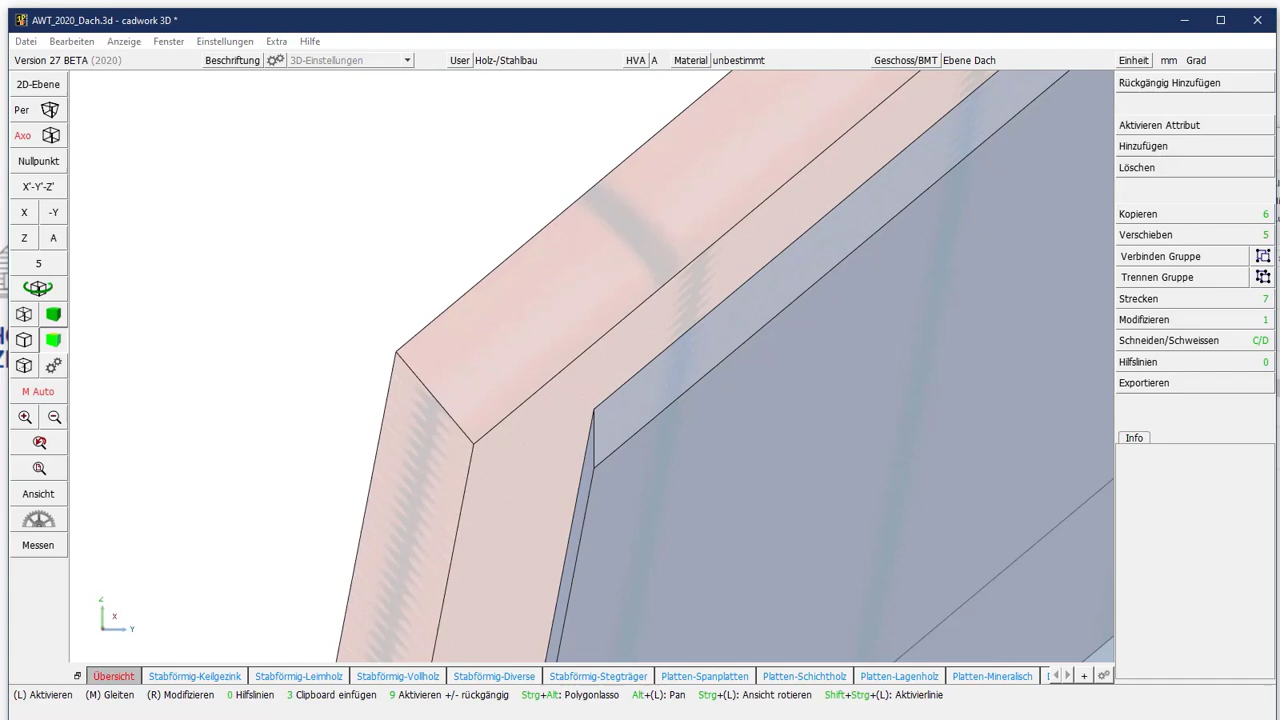 AWT_2020_Dach.3d - cadwork 3D *
Datei Bearbeiten Anzeige Fenster Einstellungen Extra Hilfe
Version 27 BETA (2020) Beschriftung 3D-Einstellungen User Holz-/Stahlbau HVA A Material unbestimmt Geschoss/BMT Ebene Dach Einheit mm Grad
2D-Ebene
Per
Axo
Nullpunkt
X'-Y'-Z'
X -Y
Z A
5
M Auto
Ansicht
Messen
Rückgängig Hinzufügen
Aktivieren Attribut
Hinzufügen
Löschen
Kopieren 6
Verschieben 5
Verbinden Gruppe
Trennen Gruppe
Strecken 7
Modifizieren 1
Schneiden/Schweissen C/D
Hilfslinien 0
Exportieren
Info
Z
X
Y
Übersicht Stabförmig-Keilgezink Stabförmig-Leimholz Stabförmig-Vollholz Stabförmig-Diverse Stabförmig-Stegträger Platten-Spanplatten Platten-Schichtholz Platten-Lagenholz Platten-Mineralisch +
(L) Aktivieren (M) Gleiten (R) Modifizieren 0 Hilfslinien 3 Clipboard einfügen 9 Aktivieren +/- rückgängig Strg+Alt: Polygonlasso Alt+(L): Pan Strg+(L): Ansicht rotieren Shift+Strg+(L): Aktivierlinie